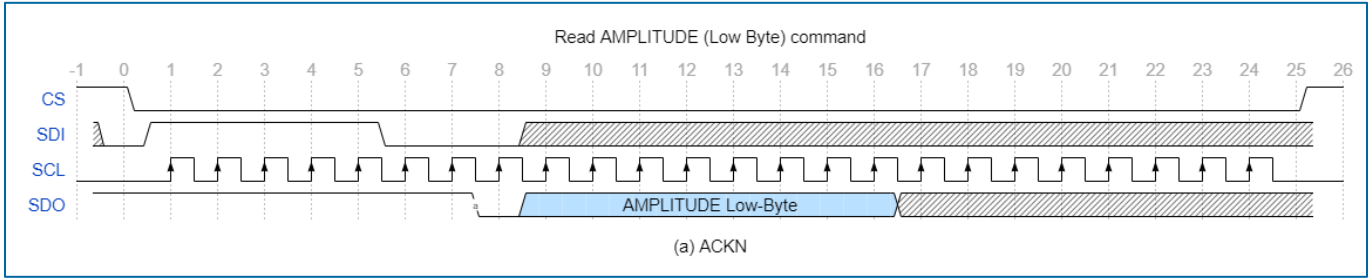 Read AMPLITUDE (Low Byte) command
-1 0 1 2 3 4 5 6 7 8 9 10 11 12 13 14 15 16 17 18 19 20 21 22 23 24 25 26
CS
SDI
SCL
SDO a AMPLITUDE Low-Byte
(a) ACKN